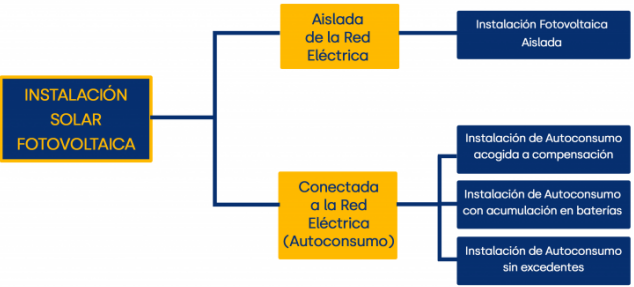 INSTALACIÓN
SOLAR
FOTOVOLTAICA
Aislada
de la Red
Eléctrica
Instalación Fotovoltaica
Aislada
Conectada
a la Red
Eléctrica
(Autoconsumo)
Instalación de Autoconsumo
acogida a compensación
Instalación de Autoconsumo
con acumulación en baterías
Instalación de Autoconsumo
sin excedentes